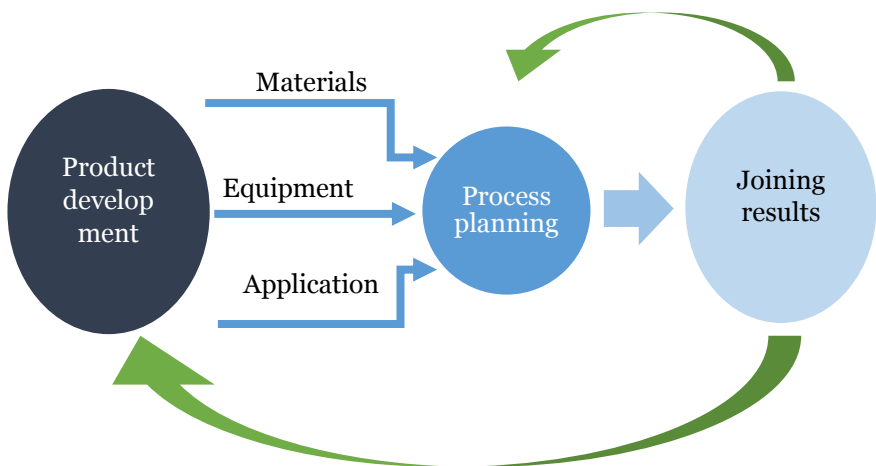 Materials
Product
develop
ment
Equipment
Process
planning
Joining
results
Application